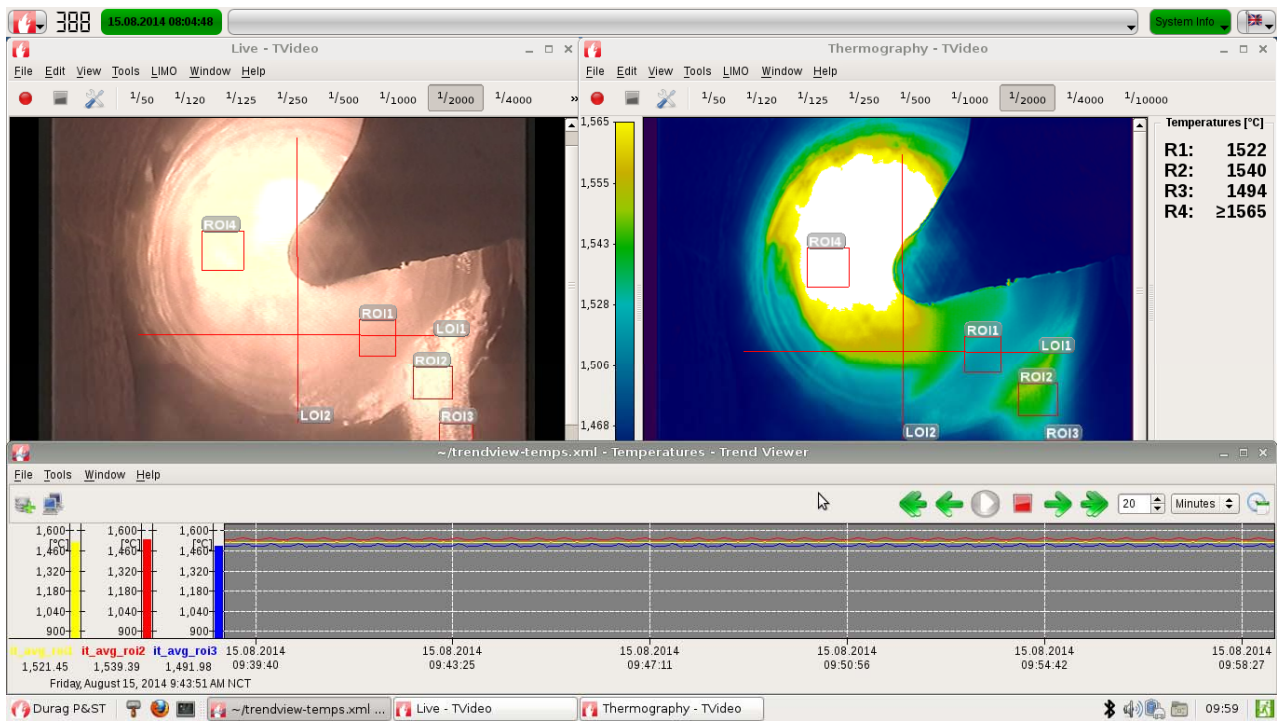 388 15.08.2014 08:04:48 System Info
Live - TVideo
File Edit View Tools LIMO Window Help
1/50 1/120 1/125 1/250 1/500 1/1000 1/2000 1/4000 »
ROI4
ROI1
LOI1
ROI2
LOI2
ROI3
Thermography - TVideo
File Edit View Tools LIMO Window Help
1/50 1/120 1/125 1/250 1/500 1/1000 1/2000 1/4000 1/10000
1,565
1,555
1,543
1,528
1,506
1,468
ROI4
ROI1
LOI1
ROI2
LOI2
ROI3
Temperatures [°C]
R1: 1522
R2: 1540
R3: 1494
R4: ≥1565
~/trendview-temps.xml - Temperatures - Trend Viewer
File Tools Window Help
20 Minutes
1,600 1,600 1,600
[°C] [°C] [°C]
1,460 1,460 1,460
1,320 1,320 1,320
1,180 1,180 1,180
1,040 1,040 1,040
900 900 900
it_avg_roi2 it_avg_roi3 15.08.2014 15.08.2014 15.08.2014 15.08.2014 15.08.2014 15.08.2014
1,521.45 1,539.39 1,491.98 09:39:40 09:43:25 09:47:11 09:50:56 09:54:42 09:58:27
Friday, August 15, 2014 9:43:51 AM NCT
Durag P&ST ~/trendview-temps.xml ... Live - TVideo Thermography - TVideo 09:59